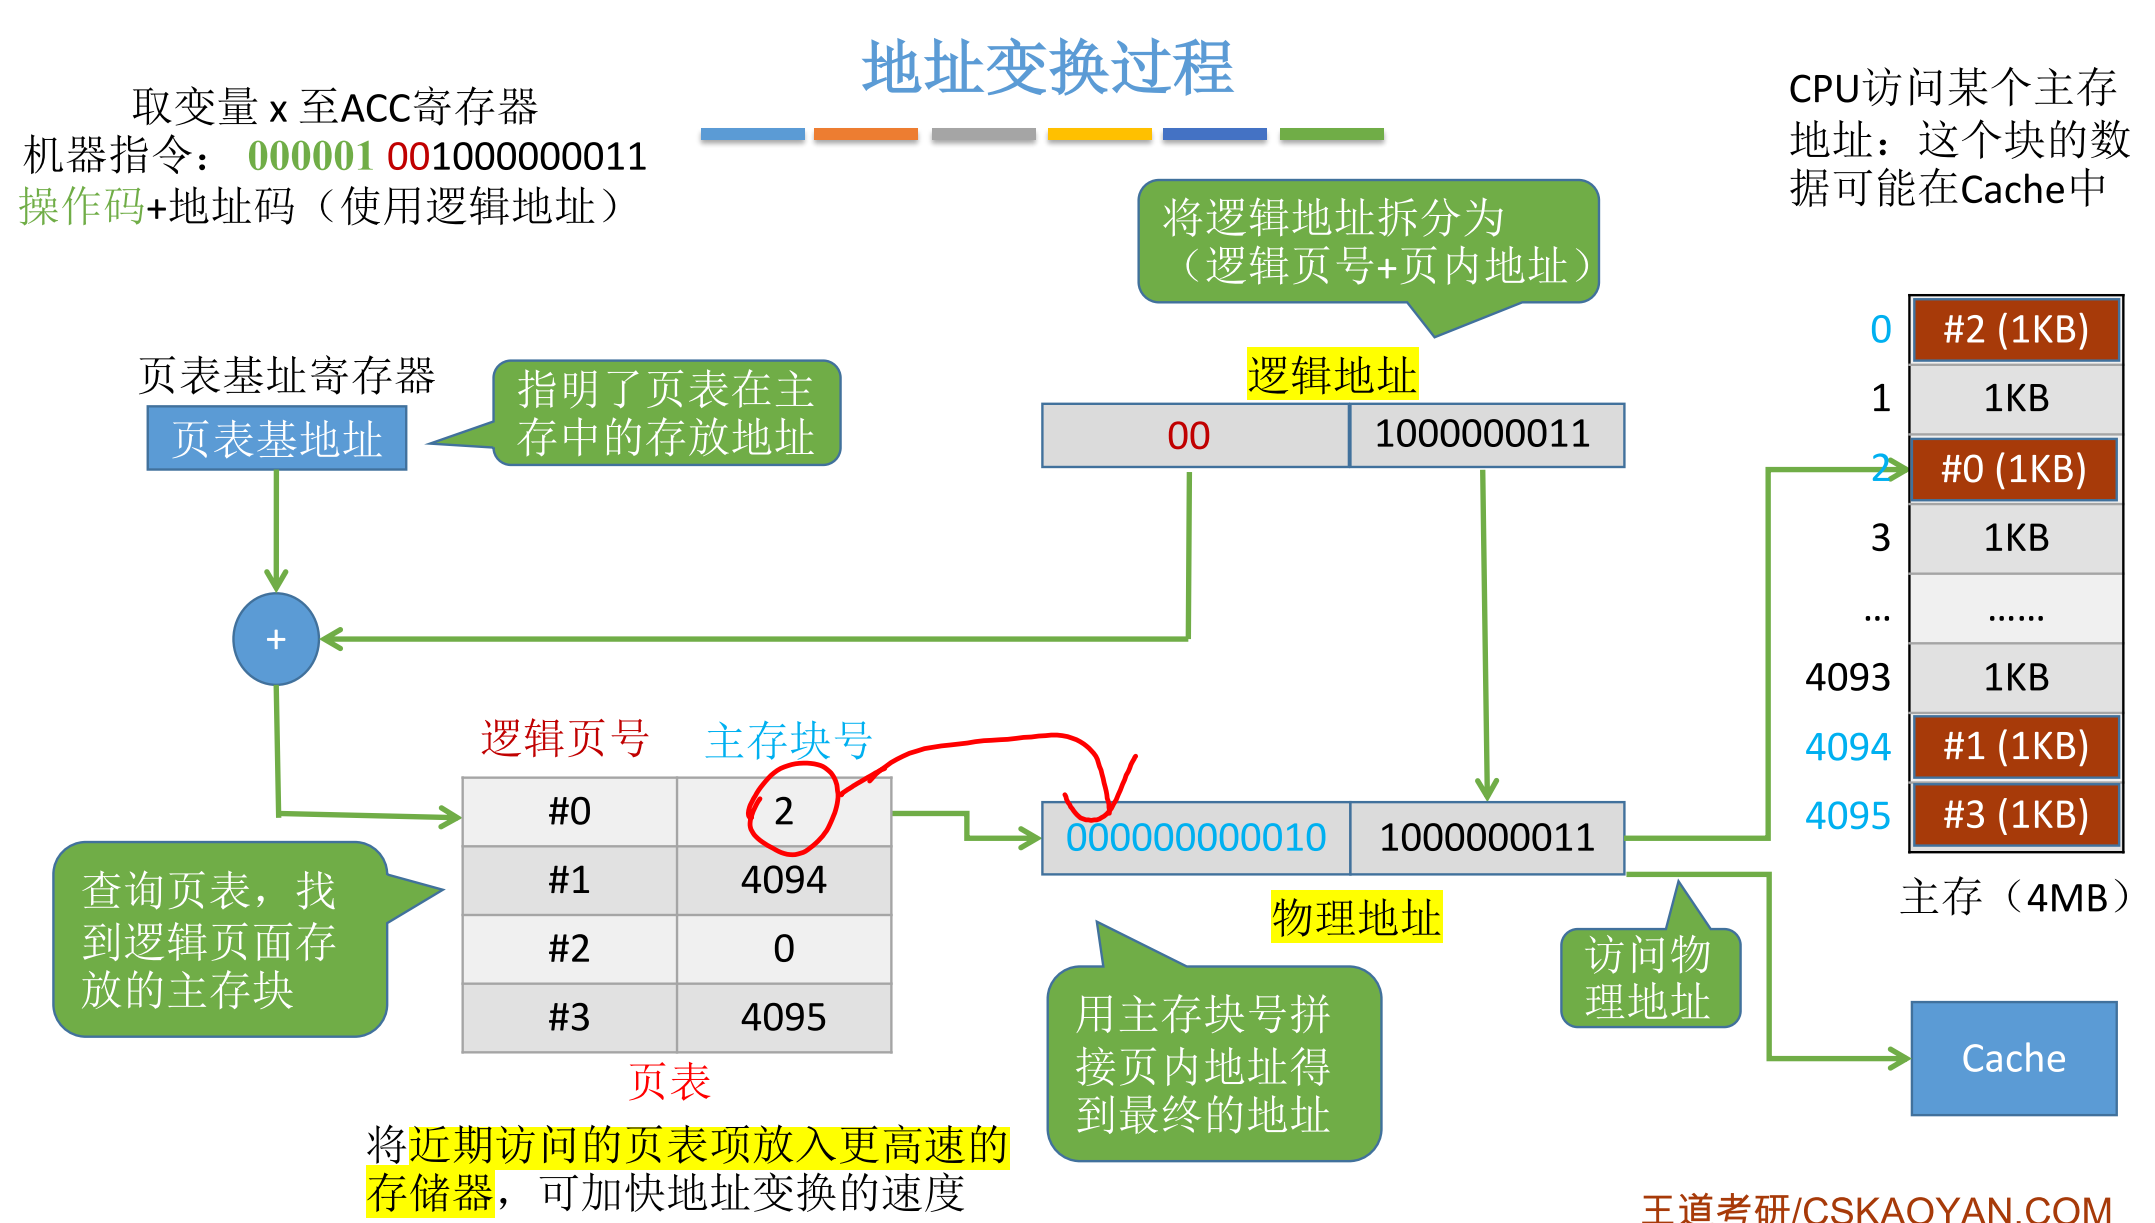 地址变换过程
取变量 x 至ACC寄存器
机器指令： 000001 001000000011
操作码+地址码（使用逻辑地址）
CPU访问某个主存
地址：这个块的数
据可能在Cache中
将逻辑地址拆分为
（逻辑页号+页内地址）
页表基址寄存器
页表基地址
指明了页表在主
存中的存放地址
逻辑地址
00 1000000011
+
0 #2 (1KB)
1 1KB
2 #0 (1KB)
3 1KB
... ......
4093 1KB
4094 #1 (1KB)
4095 #3 (1KB)
主存（4MB）
逻辑页号 主存块号
#0 2
#1 4094
#2 0
#3 4095
页表
查询页表，找
到逻辑页面存
放的主存块
000000000010 1000000011
物理地址
用主存块号拼
接页内地址得
到最终的地址
访问物
理地址
Cache
将近期访问的页表项放入更高速的
存储器，可加快地址变换的速度
王道考研/CSKAOYAN.COM